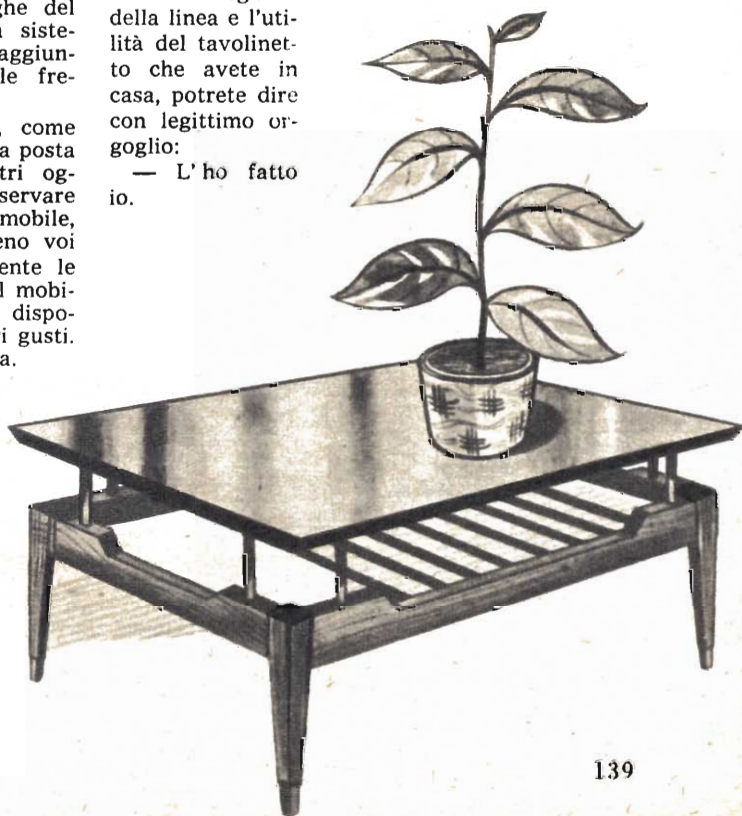 ghe del
siste-
aggiun-
le fre-
come
a posta
tri og-
servare
mobile,
eno voi
ente le
l mobi-
dispo-
i gusti.
a.
della linea e l'uti-
lità del tavolinet-
to che avete in
casa, potrete dire
con legittimo or-
goglio:
— L'ho fatto
io.
139